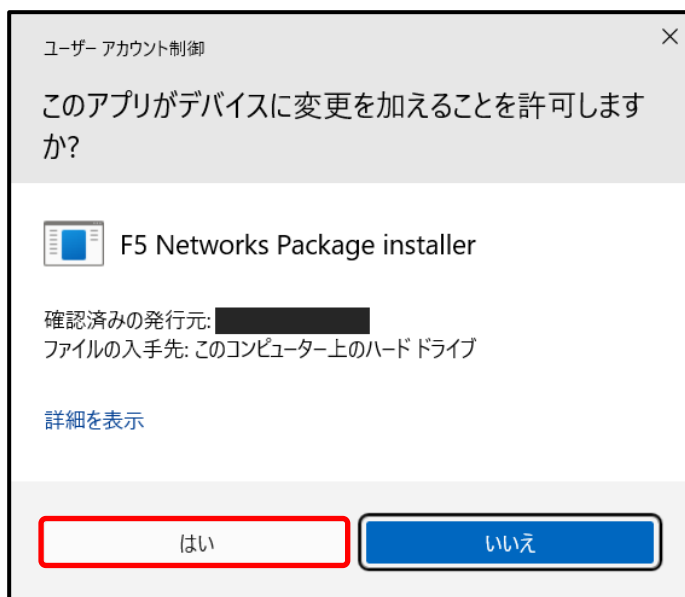 ユーザー アカウント制御
このアプリがデバイスに変更を加えることを許可します
か?
F5 Networks Package installer
確認済みの発行元:
ファイルの入手先: このコンピューター上のハード ドライブ
詳細を表示
はい
いいえ